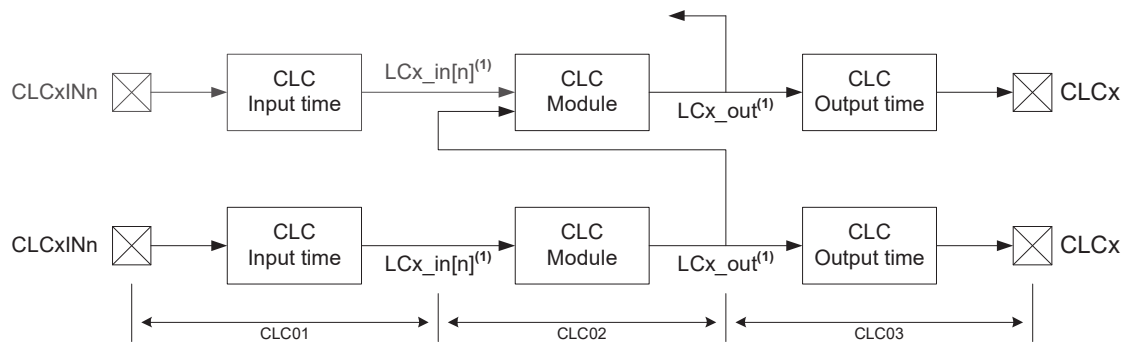 CLCxINn
CLC
Input time
LCx_in[n](1)
CLC
Module
LCx_out(1)
CLC
Output time
CLCx
CLCxINn
CLC
Input time
LCx_in[n](1)
CLC
Module
LCx_out(1)
CLC
Output time
CLCx
CLC01
CLC02
CLC03